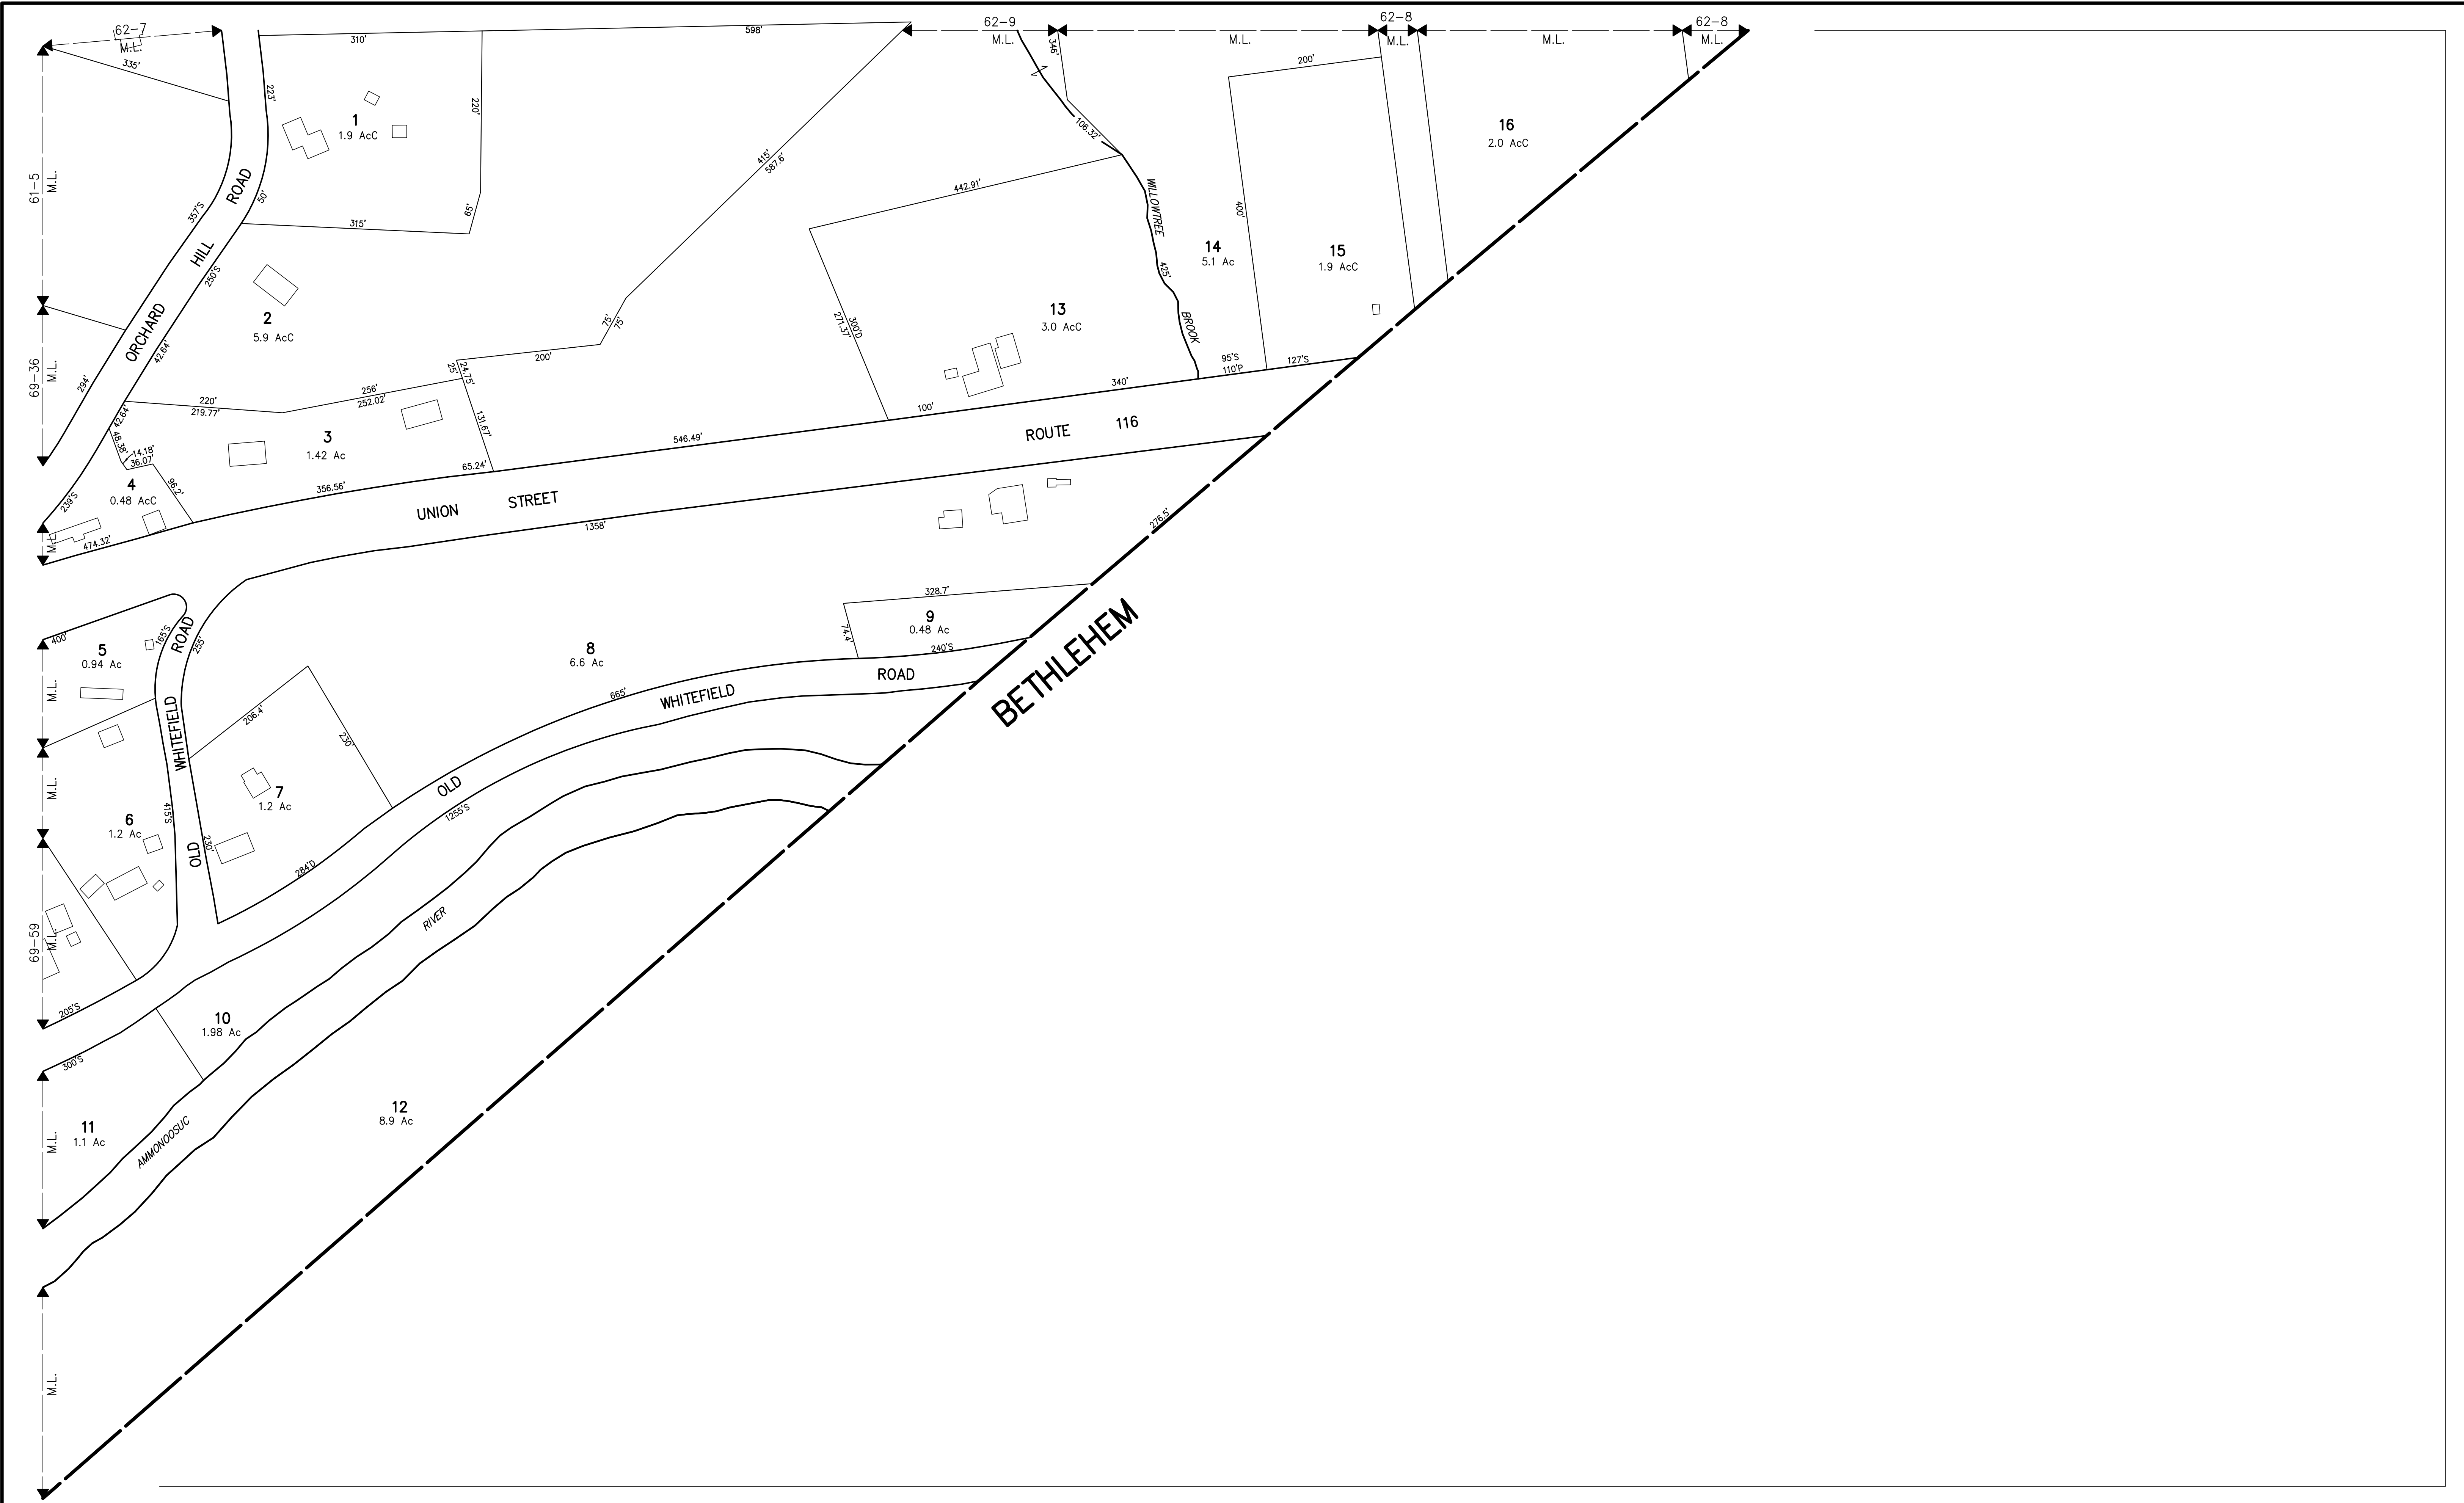 62-7
M.L.
335'
310'
598'
62-9
M.L.
346'
M.L.
62-8
M.L.
M.L.
62-8
M.L.
223'
1
1.9 AcC
220'
65'
50'
315'
61-5
M.L.
357'S
ORCHARD HILL ROAD
250'S
42.64'
2
5.9 AcC
415'
587.6'
75'
75'
200'
442.91'
106.32'
WILLOWTREE BROOK
425'
13
3.0 AcC
300'D
271.37'
14
5.1 Ac
400'
200'
15
1.9 AcC
16
2.0 AcC
95'S
110'P
127'S
340'
100'
546.49'
69-36
M.L.
294'
220'
219.77'
256'
252.02'
25'
24.75'
131.67'
42.64'
48.38'
14.18'
36.07'
96.2'
3
1.42 Ac
4
0.48 AcC
239'S
M.L.
474.32'
356.56'
65.24'
UNION STREET
ROUTE 116
1358'
276.5'
400'
165'S
5
0.94 Ac
M.L.
255'
OLD WHITEFIELD ROAD
8
6.6 Ac
328.7'
74.4'
9
0.48 Ac
240'S
BETHLEHEM
206.4'
230'
665'
OLD WHITEFIELD ROAD
7
1.2 Ac
M.L.
415'S
6
1.2 Ac
230'
284'D
1255'S
69-59
M.L.
205'S
RIVER
10
1.98 Ac
300'S
11
1.1 Ac
M.L.
AMMONOOSUC
12
8.9 Ac
M.L.